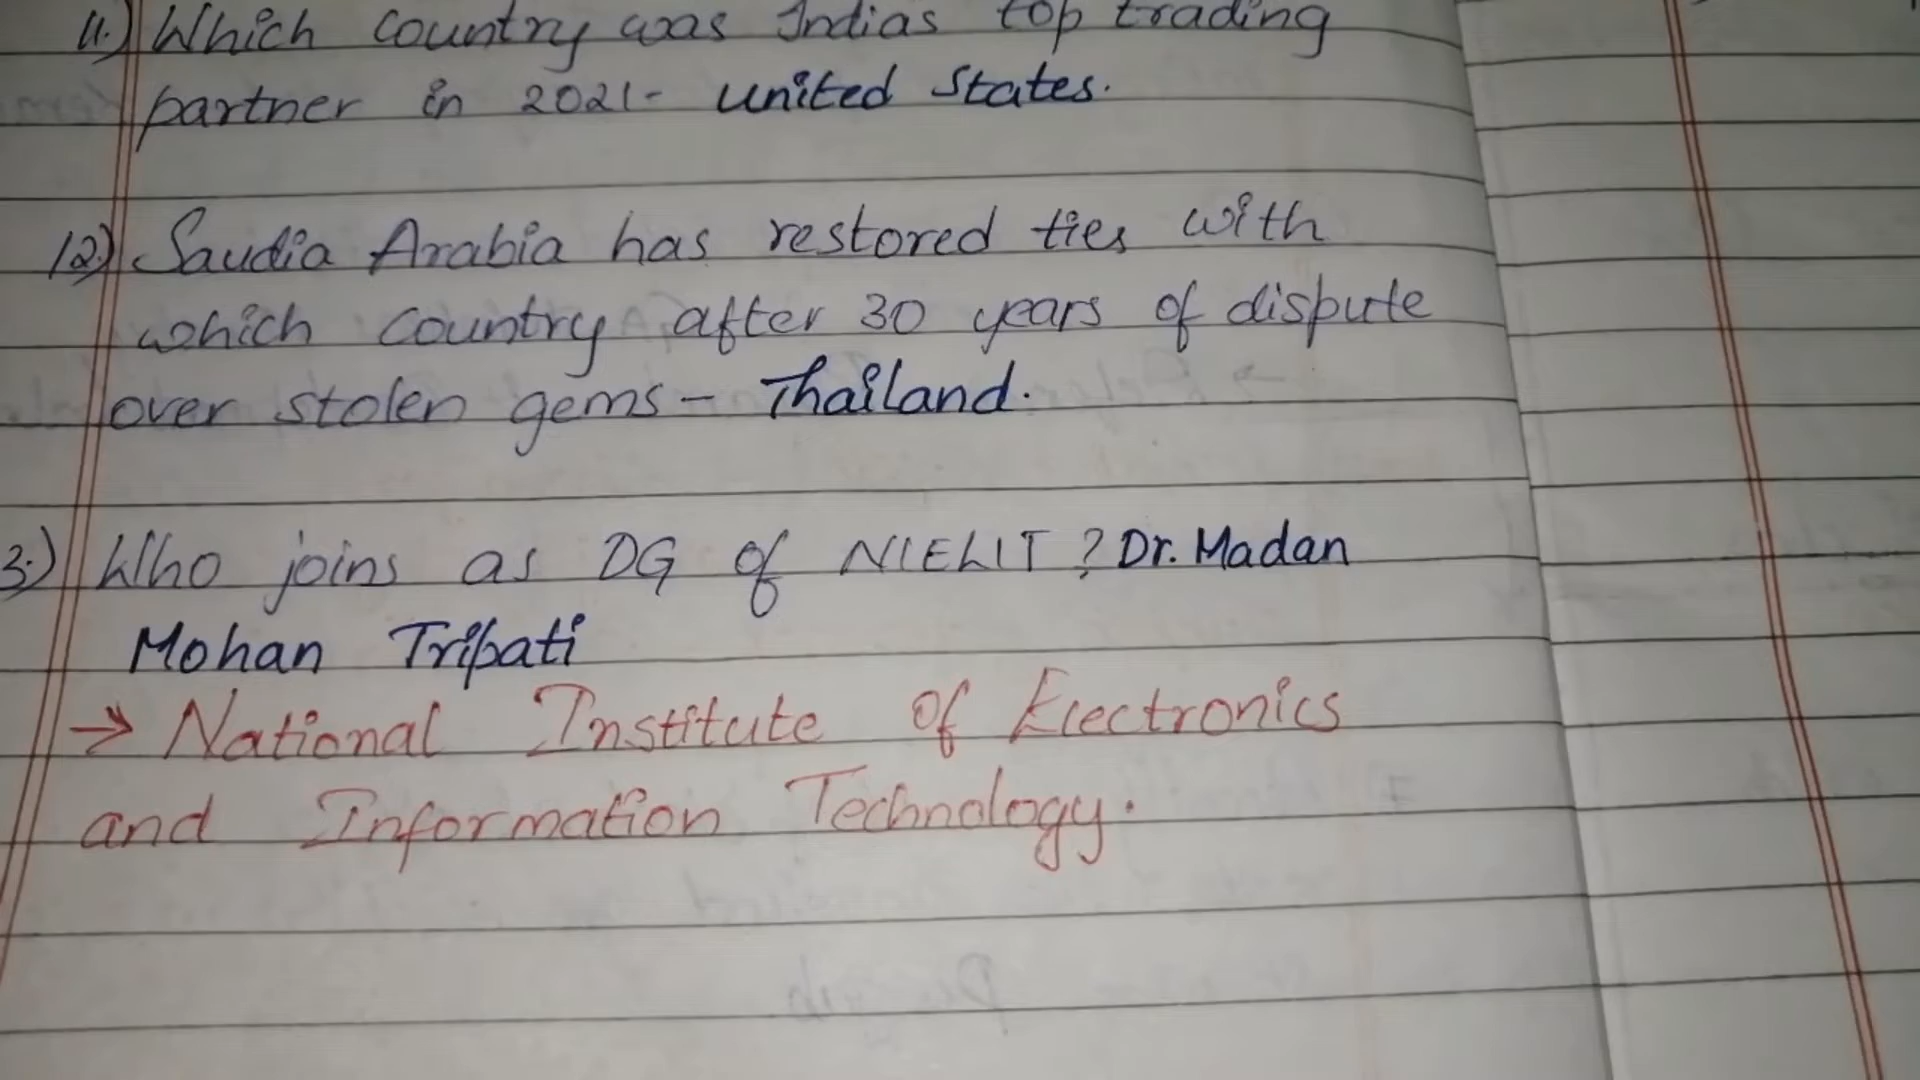 11.) Which country was Indias top trading
partner in 2021- United States.
12.) Saudia Arabia has restored ties with
which country after 30 years of dispute
over stolen gems - Thailand.
3.) Who joins as DG of NIELIT ? Dr. Madan
Mohan Tripati
→ National Institute of Electronics
and Information Technology.